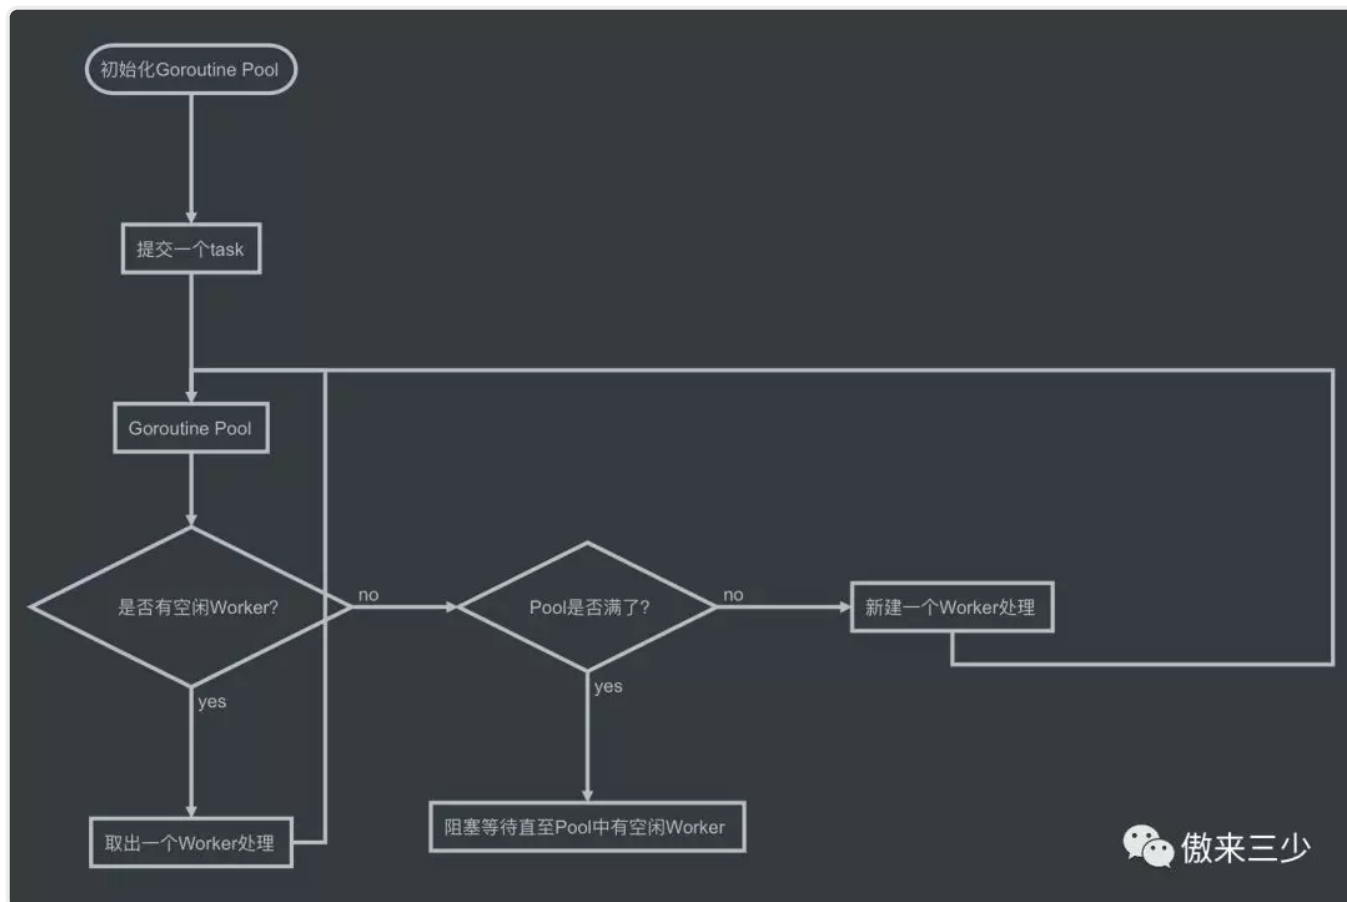 初始化Goroutine Pool
提交一个task
Goroutine Pool
是否有空闲Worker?
no
Pool是否满了?
no
新建一个Worker处理
yes
yes
取出一个Worker处理
阻塞等待直至Pool中有空闲Worker
傲来三少